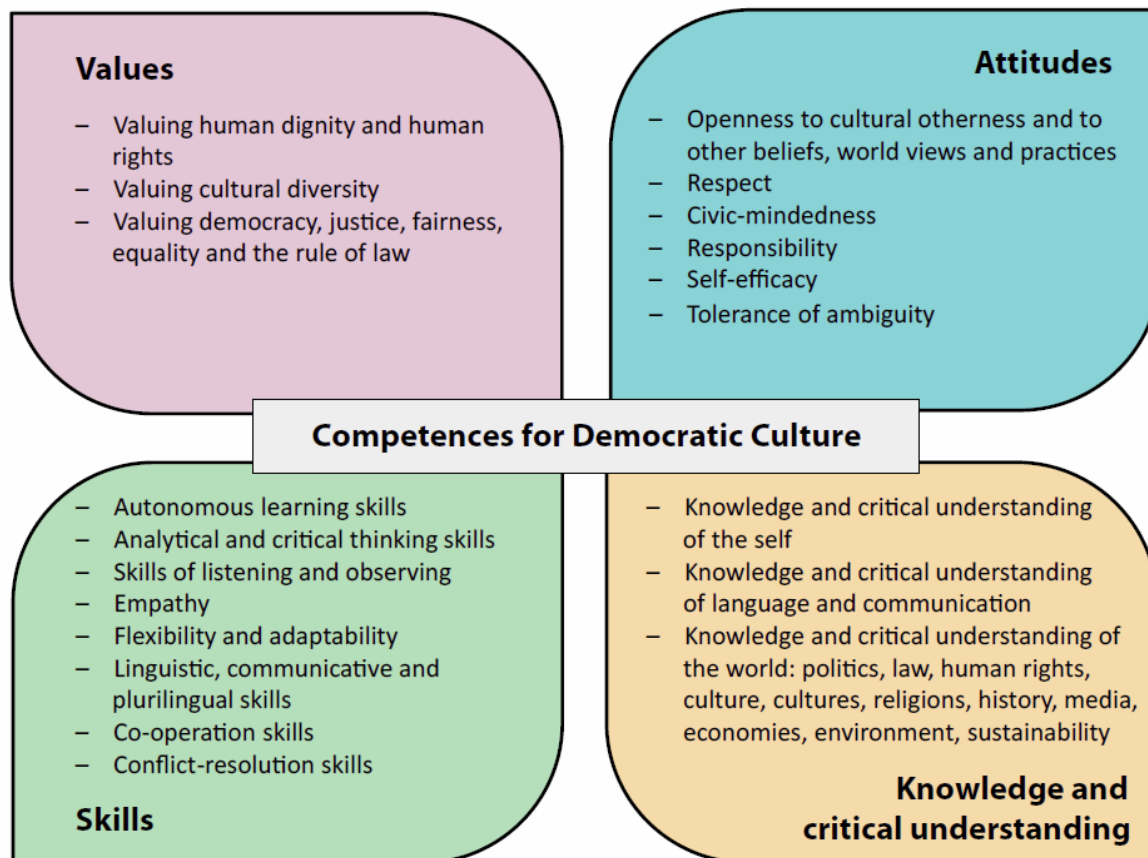 Values
– Valuing human dignity and human
rights
– Valuing cultural diversity
– Valuing democracy, justice, fairness,
equality and the rule of law
Attitudes
– Openness to cultural otherness and to
other beliefs, world views and practices
– Respect
– Civic-mindedness
– Responsibility
– Self-efficacy
– Tolerance of ambiguity
Competences for Democratic Culture
– Autonomous learning skills
– Analytical and critical thinking skills
– Skills of listening and observing
– Empathy
– Flexibility and adaptability
– Linguistic, communicative and
plurilingual skills
– Co-operation skills
– Conflict-resolution skills
Skills
– Knowledge and critical understanding
of the self
– Knowledge and critical understanding
of language and communication
– Knowledge and critical understanding of
the world: politics, law, human rights,
culture, cultures, religions, history, media,
economies, environment, sustainability
Knowledge and
critical understanding